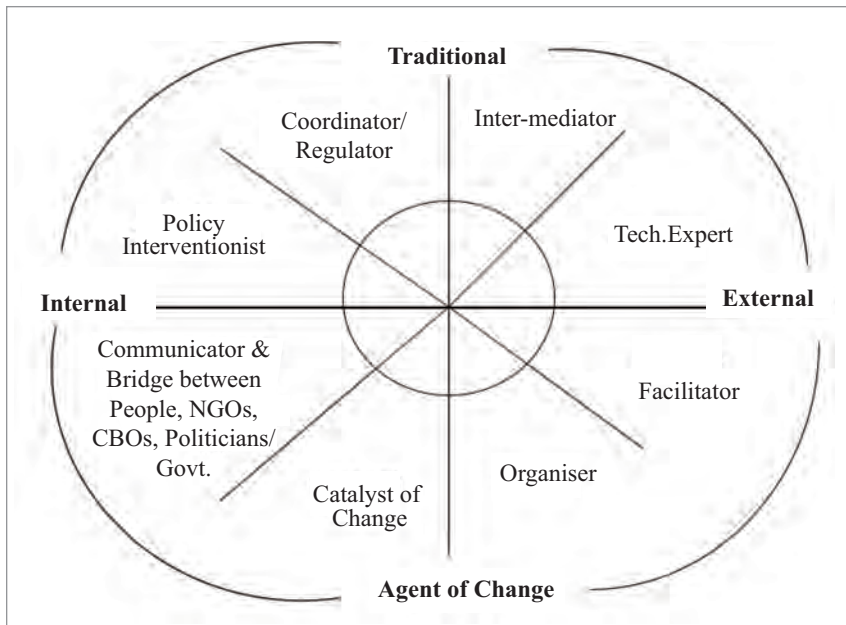 Traditional
Coordinator/
Regulator
Inter-mediator
Policy
Interventionist
Tech.Expert
Internal
External
Communicator &
Bridge between
People, NGOs,
CBOs, Politicians/
Govt.
Facilitator
Organiser
Catalyst of
Change
Agent of Change